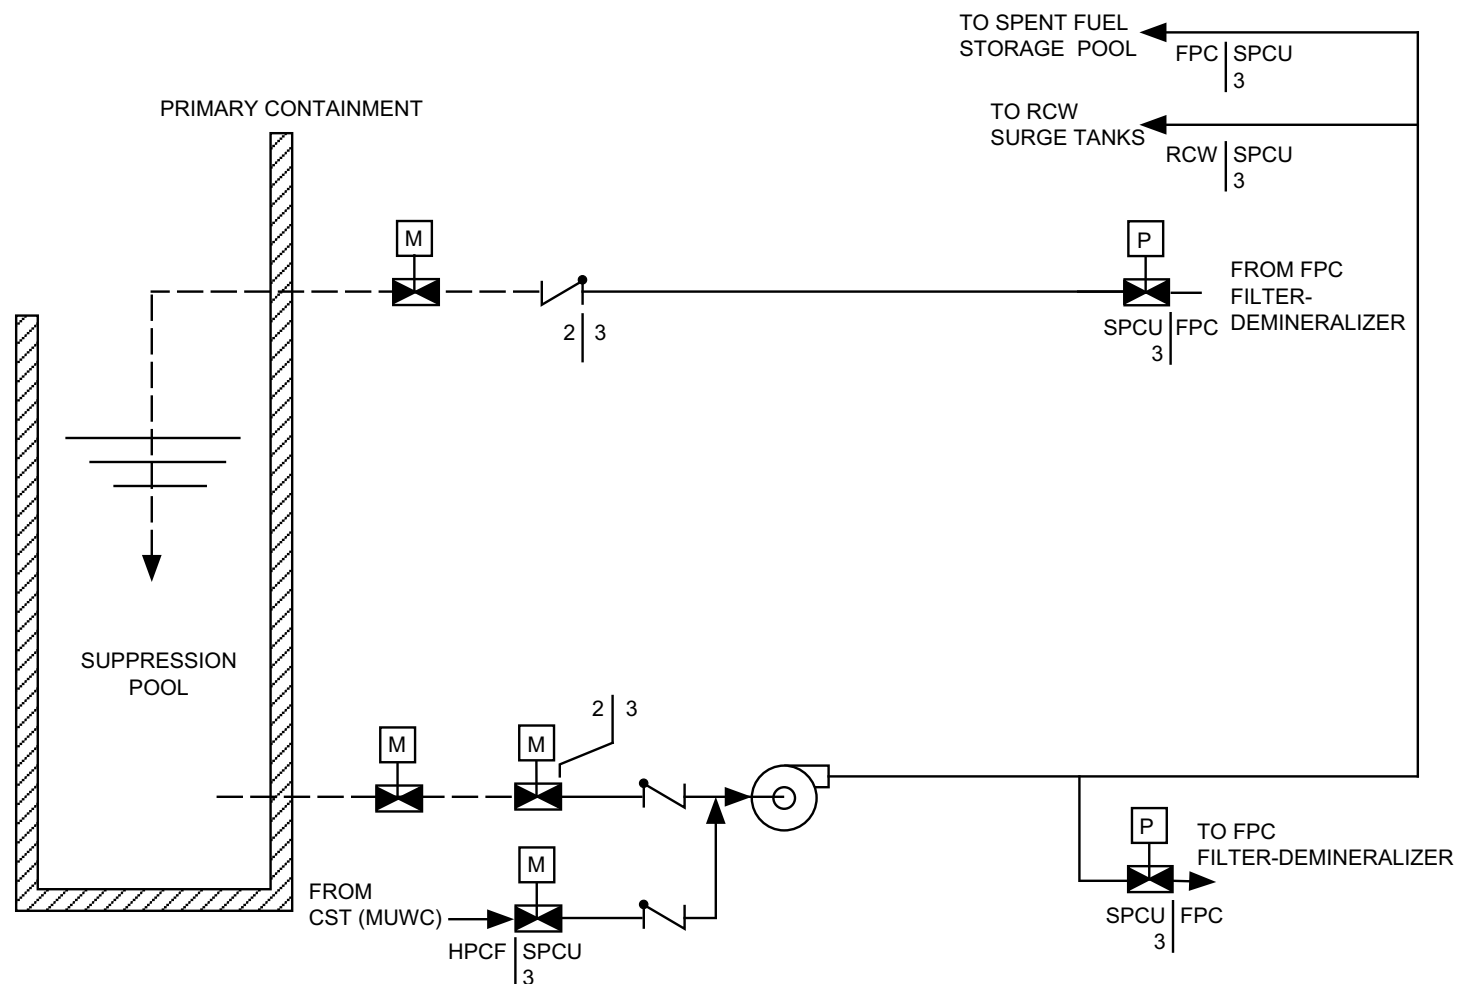 TO SPENT FUEL
STORAGE POOL
FPC SPCU
3
PRIMARY CONTAINMENT
TO RCW
SURGE TANKS
RCW SPCU
3
M
P
FROM FPC
FILTER-
DEMINERALIZER
2 3
SPCU FPC
3
SUPPRESSION
POOL
2 3
M
M
P
TO FPC
FILTER-DEMINERALIZER
M
FROM
CST (MUWC)
HPCF SPCU
3
SPCU FPC
3